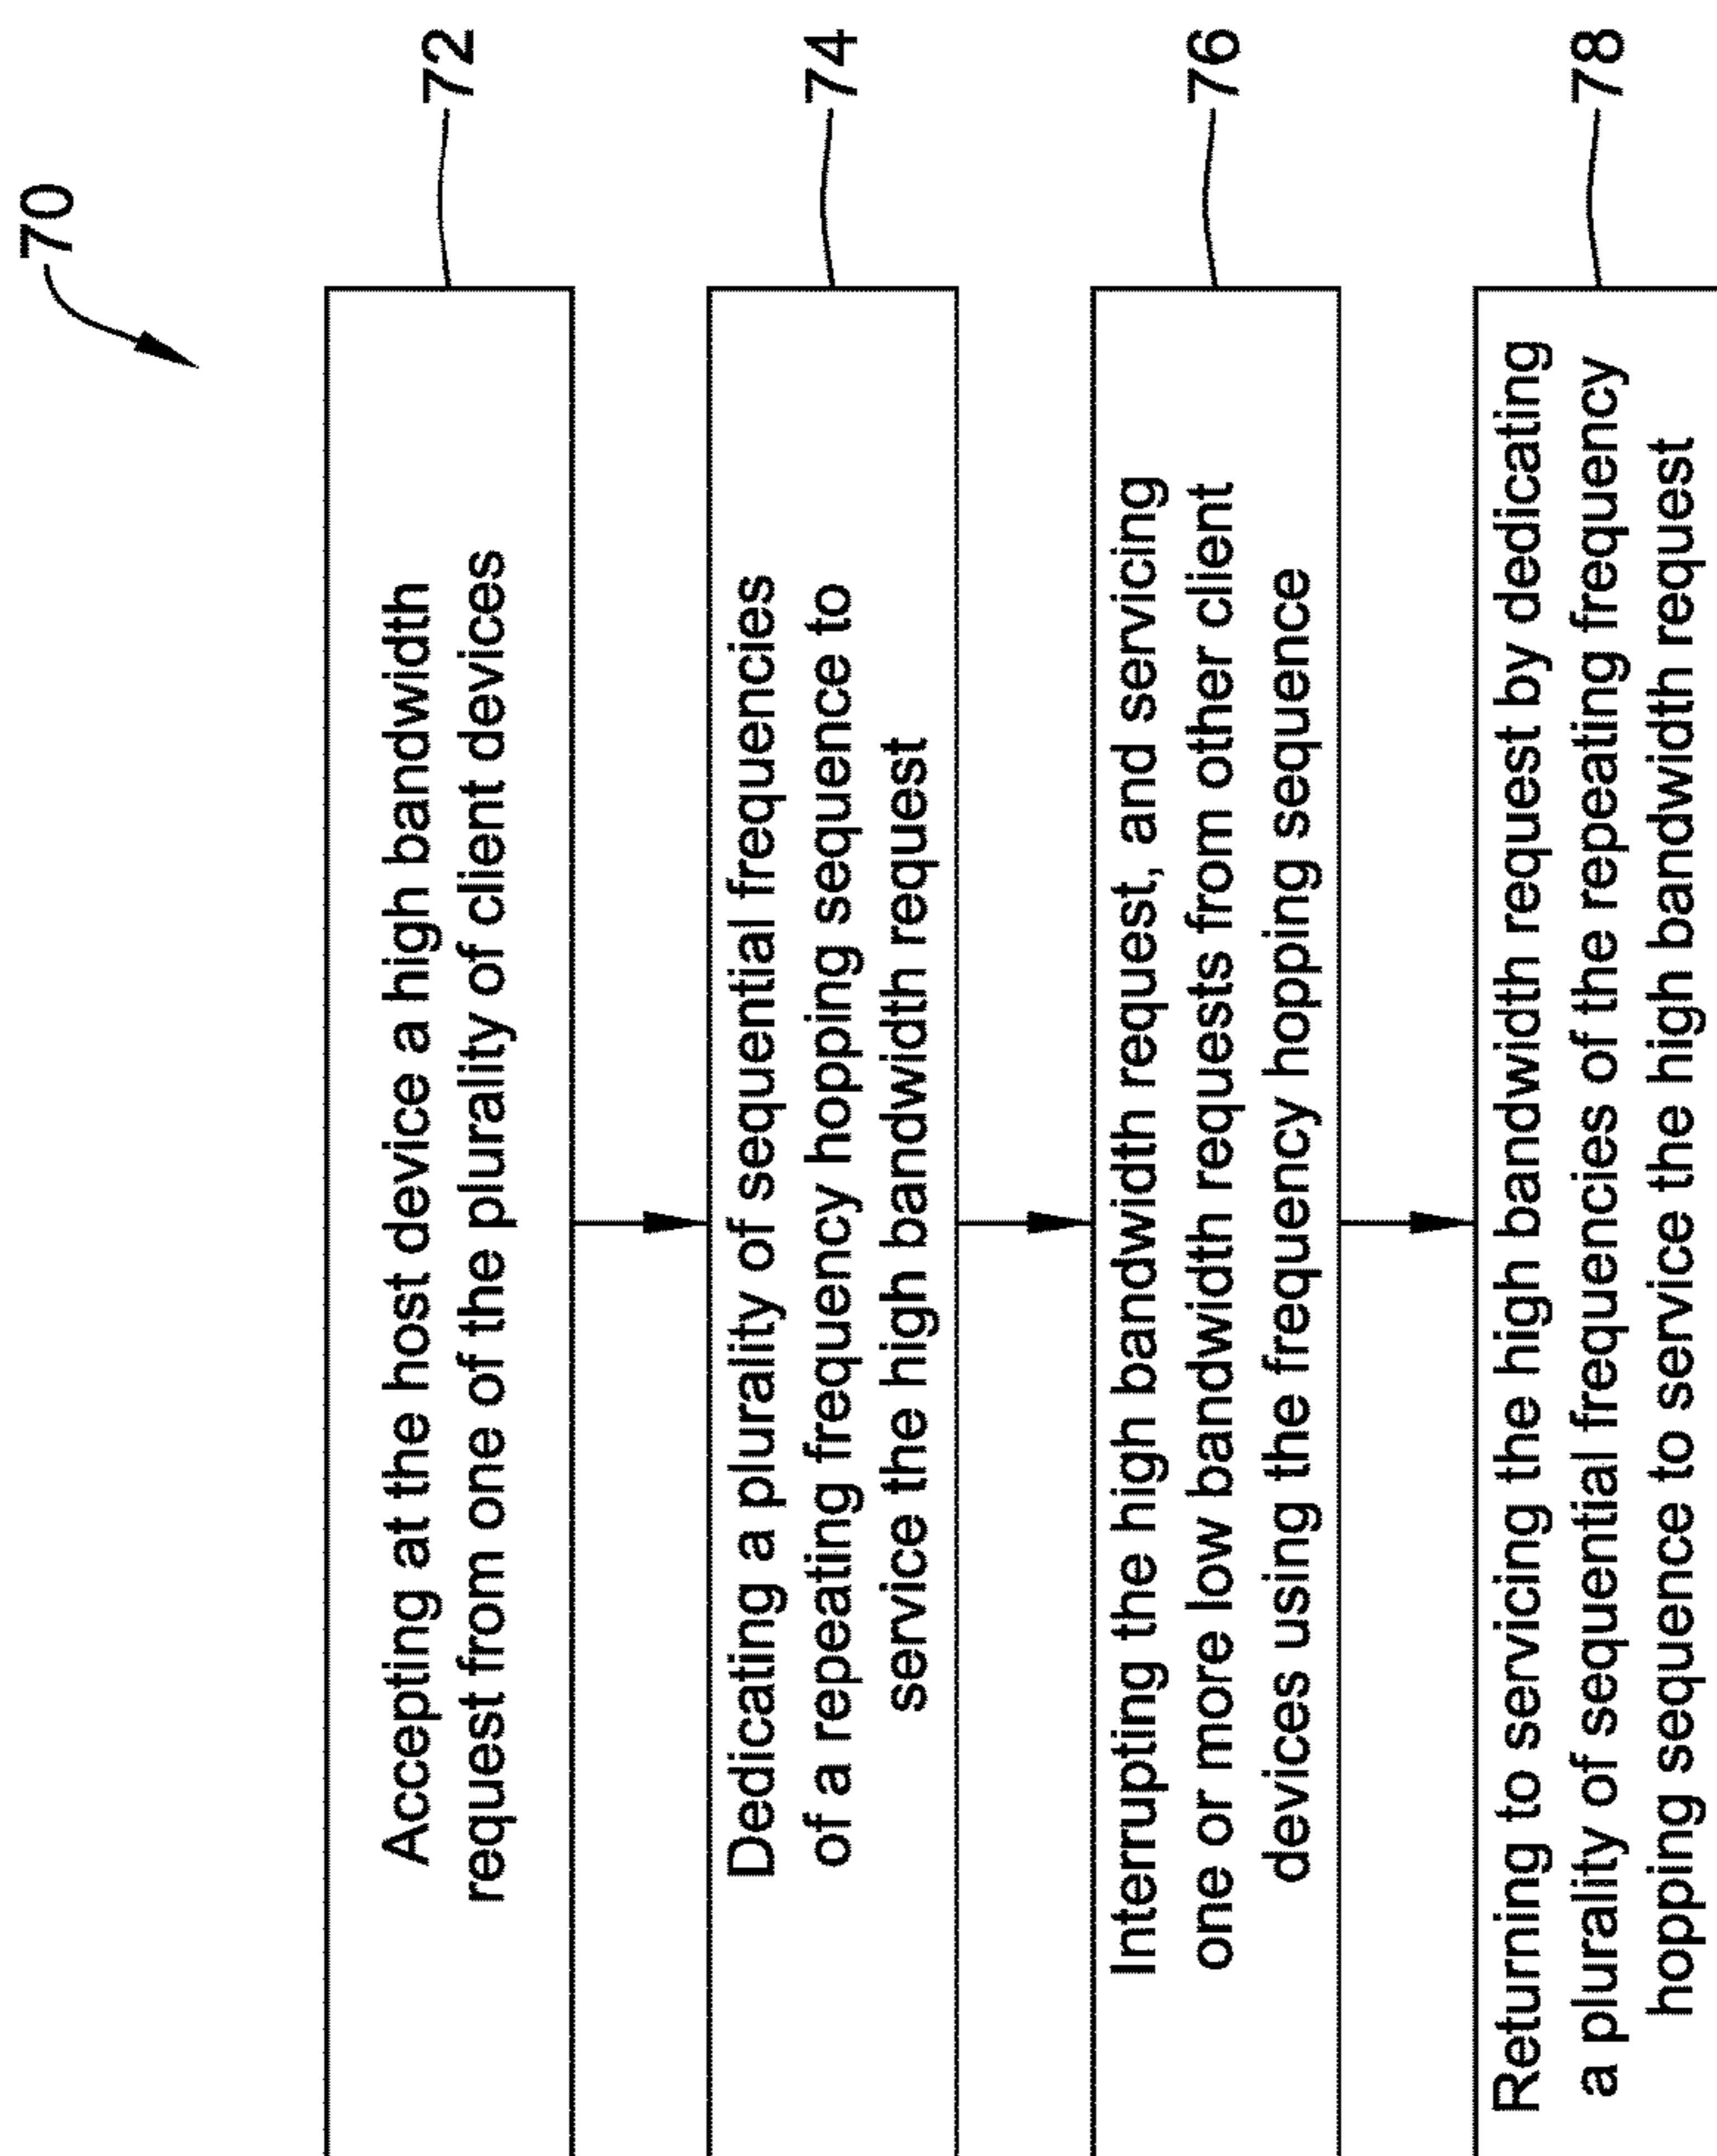 70
Accepting at the host device a high bandwidth
request from one of the plurality of client devices
72
Dedicating a plurality of sequential frequencies
of a repeating frequency hopping sequence to
service the high bandwidth request
74
Interrupting the high bandwidth request, and servicing
one or more low bandwidth requests from other client
devices using the frequency hopping sequence
76
Returning to servicing the high bandwidth request by dedicating
a plurality of sequential frequencies of the repeating frequency
hopping sequence to service the high bandwidth request
78